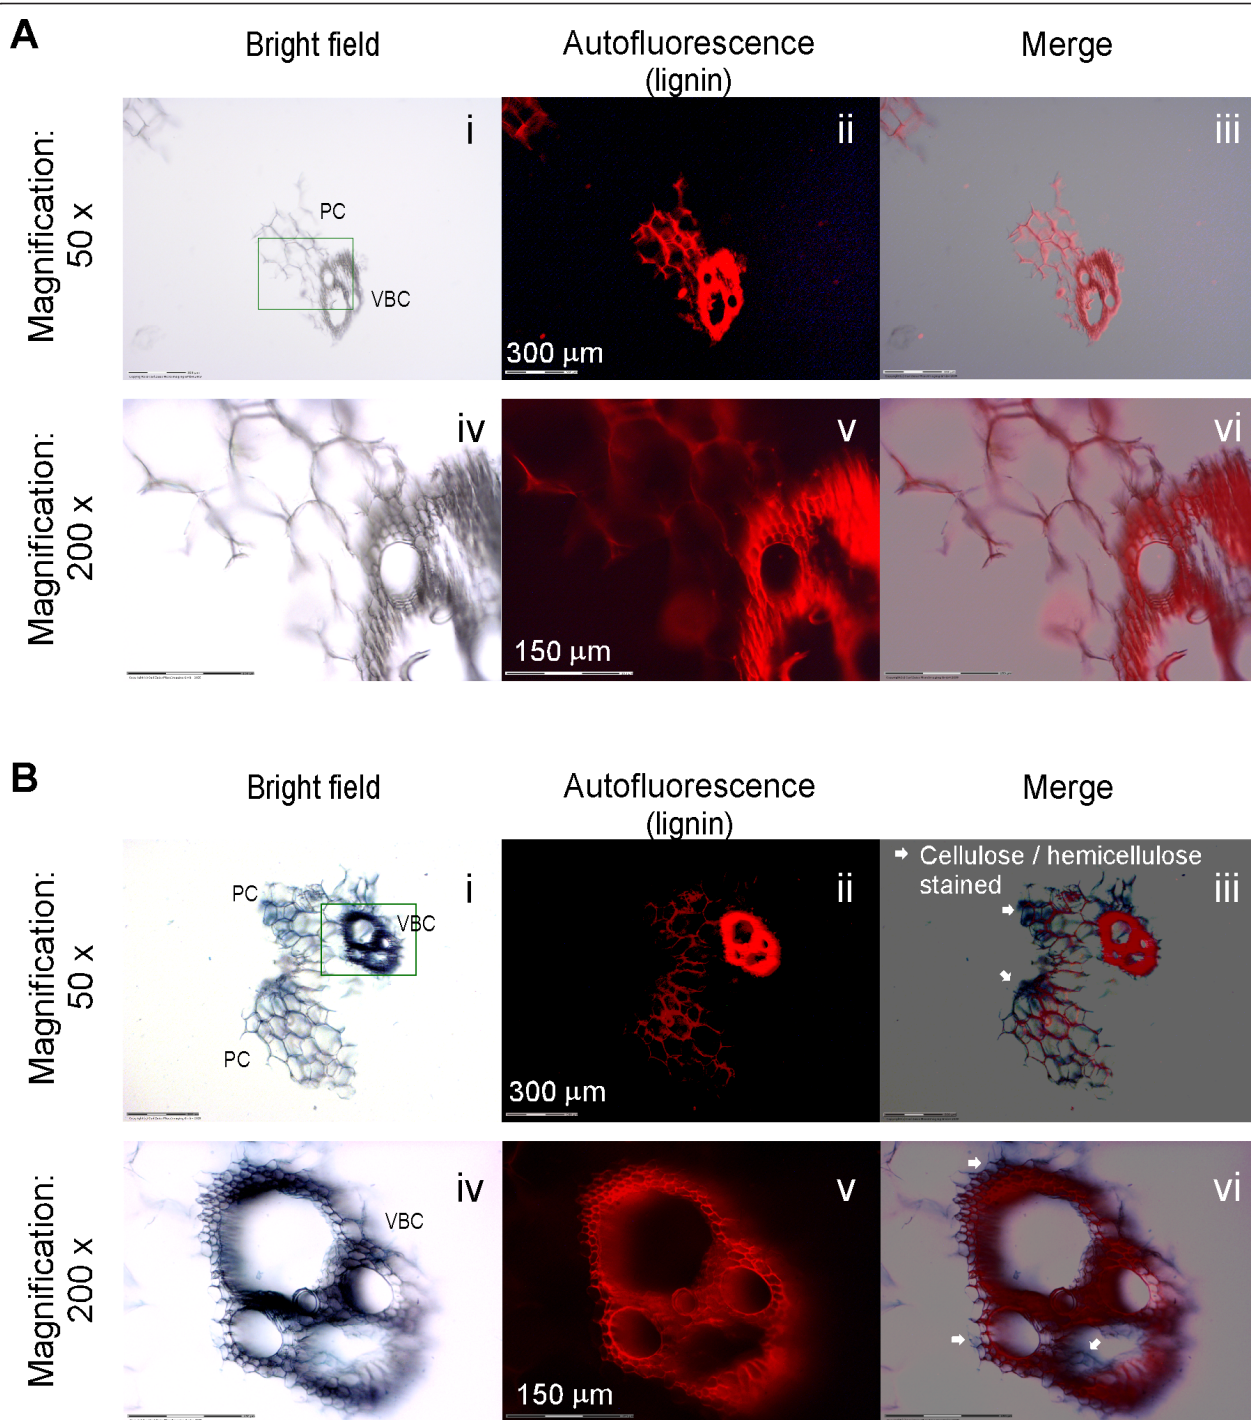 A
Bright field
Autofluorescence
(lignin)
Merge
Magnification:
50 x
i
PC
VBC
ii
300 µm
iii
Magnification:
200 x
iv
v
150 µm
vi
B
Bright field
Autofluorescence
(lignin)
Merge
Magnification:
50 x
i
PC
VBC
PC
ii
300 µm
Cellulose / hemicellulose
stained
iii
Magnification:
200 x
iv
VBC
v
150 µm
vi